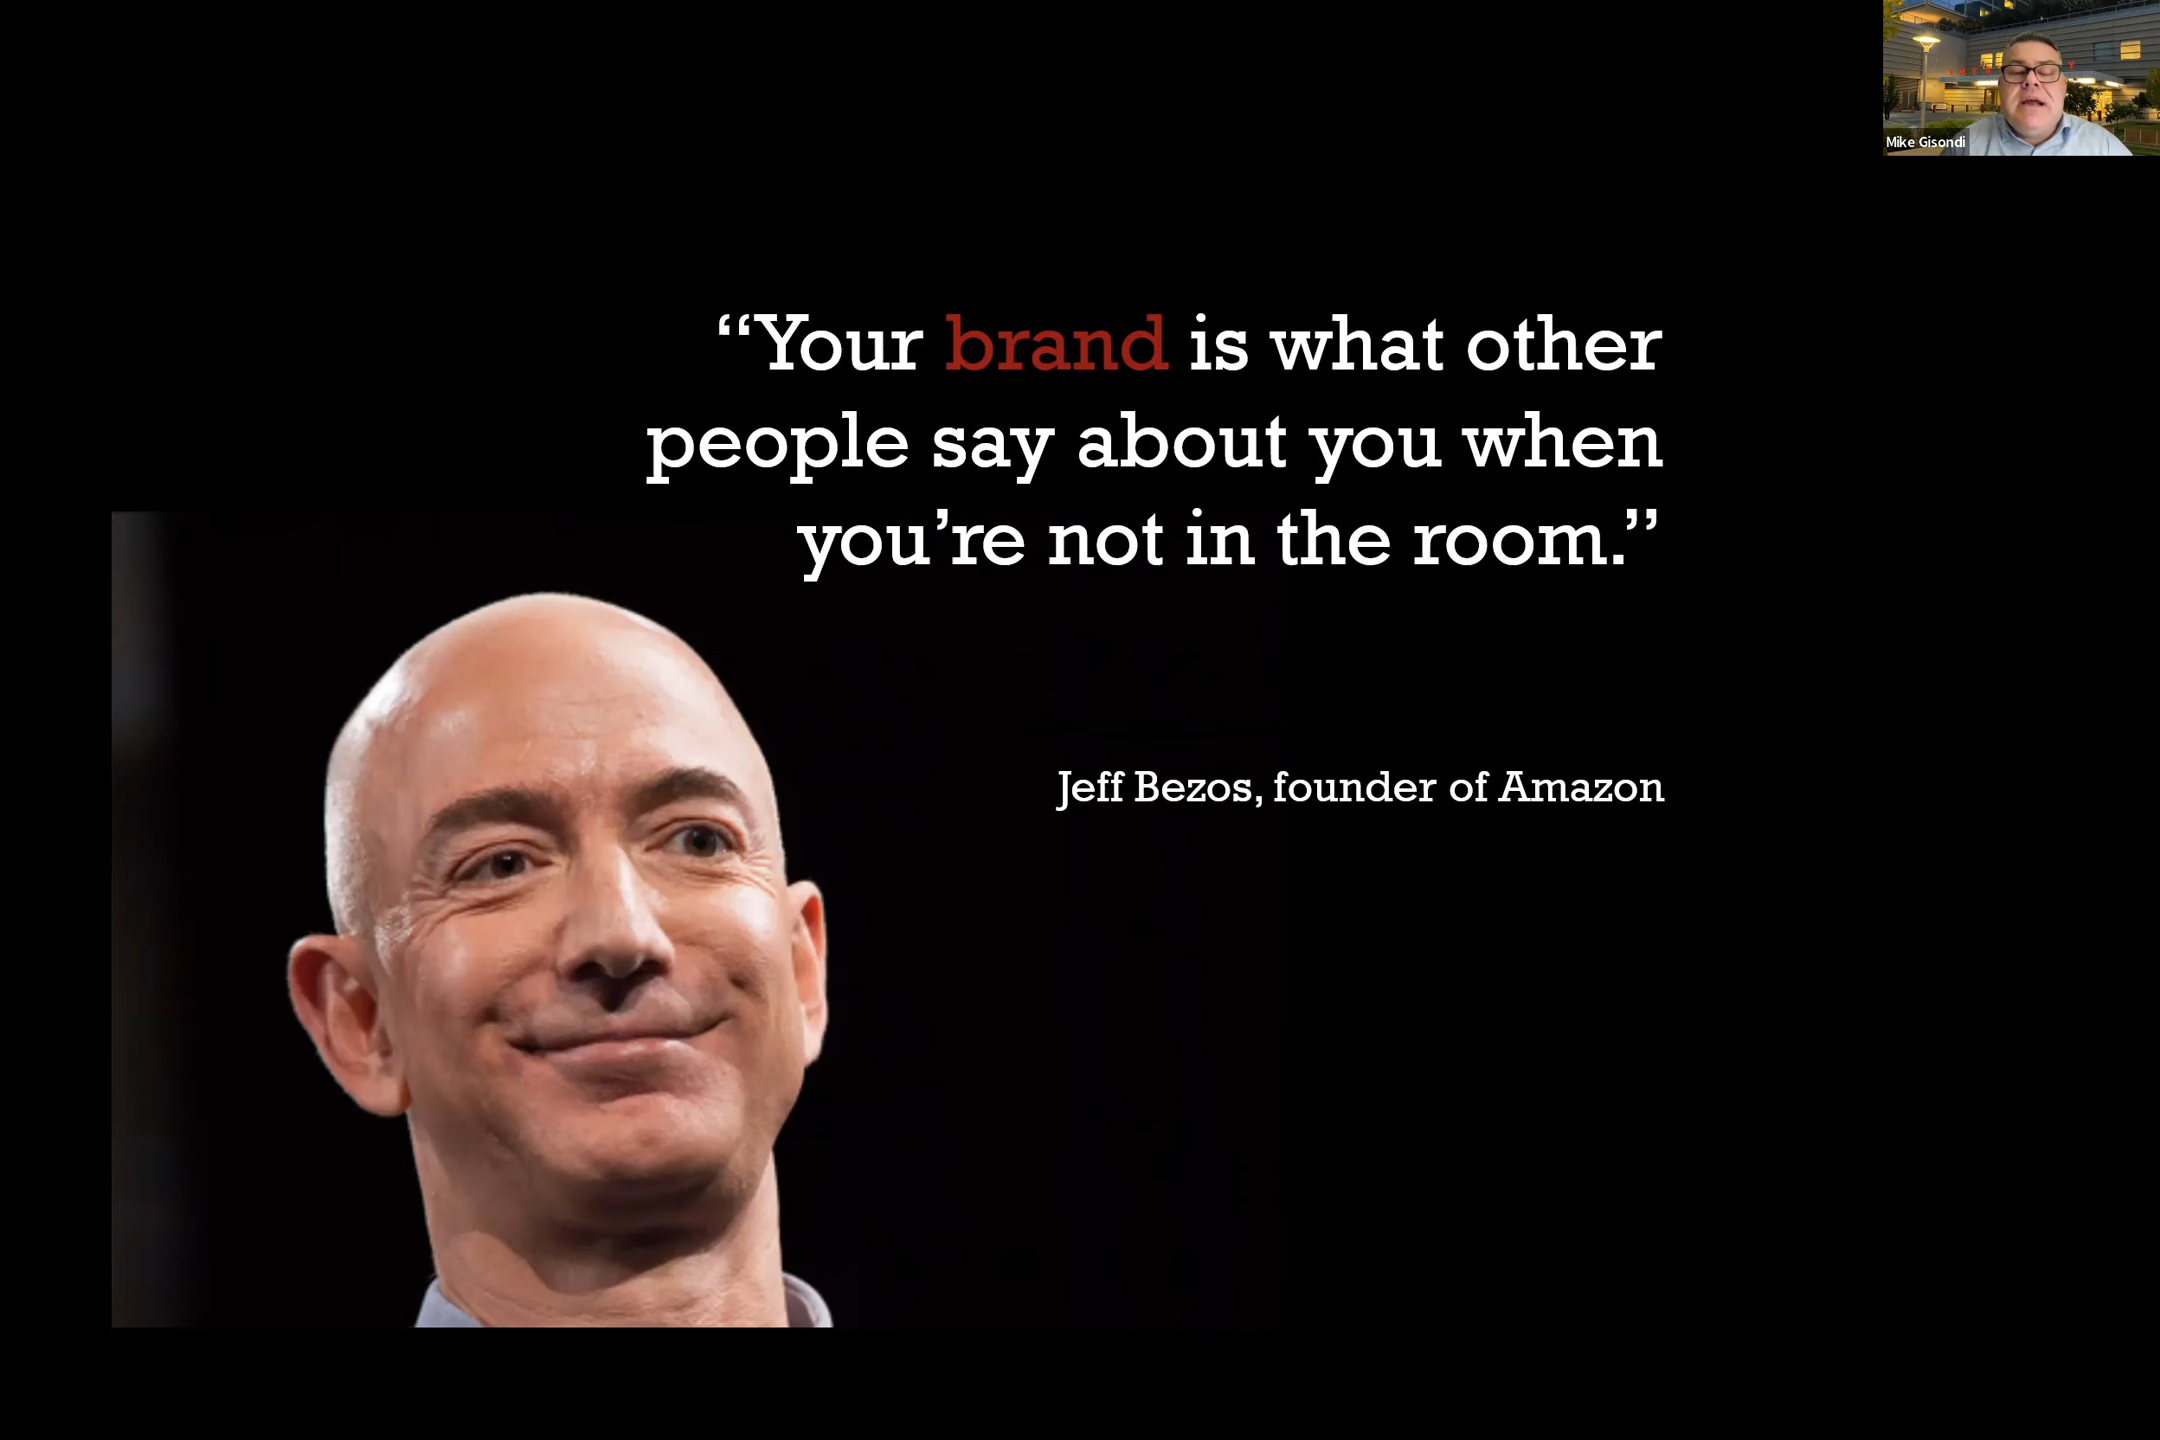 Mike Gisondi
“Your brand is what other
people say about you when
you’re not in the room.”
Jeff Bezos, founder of Amazon